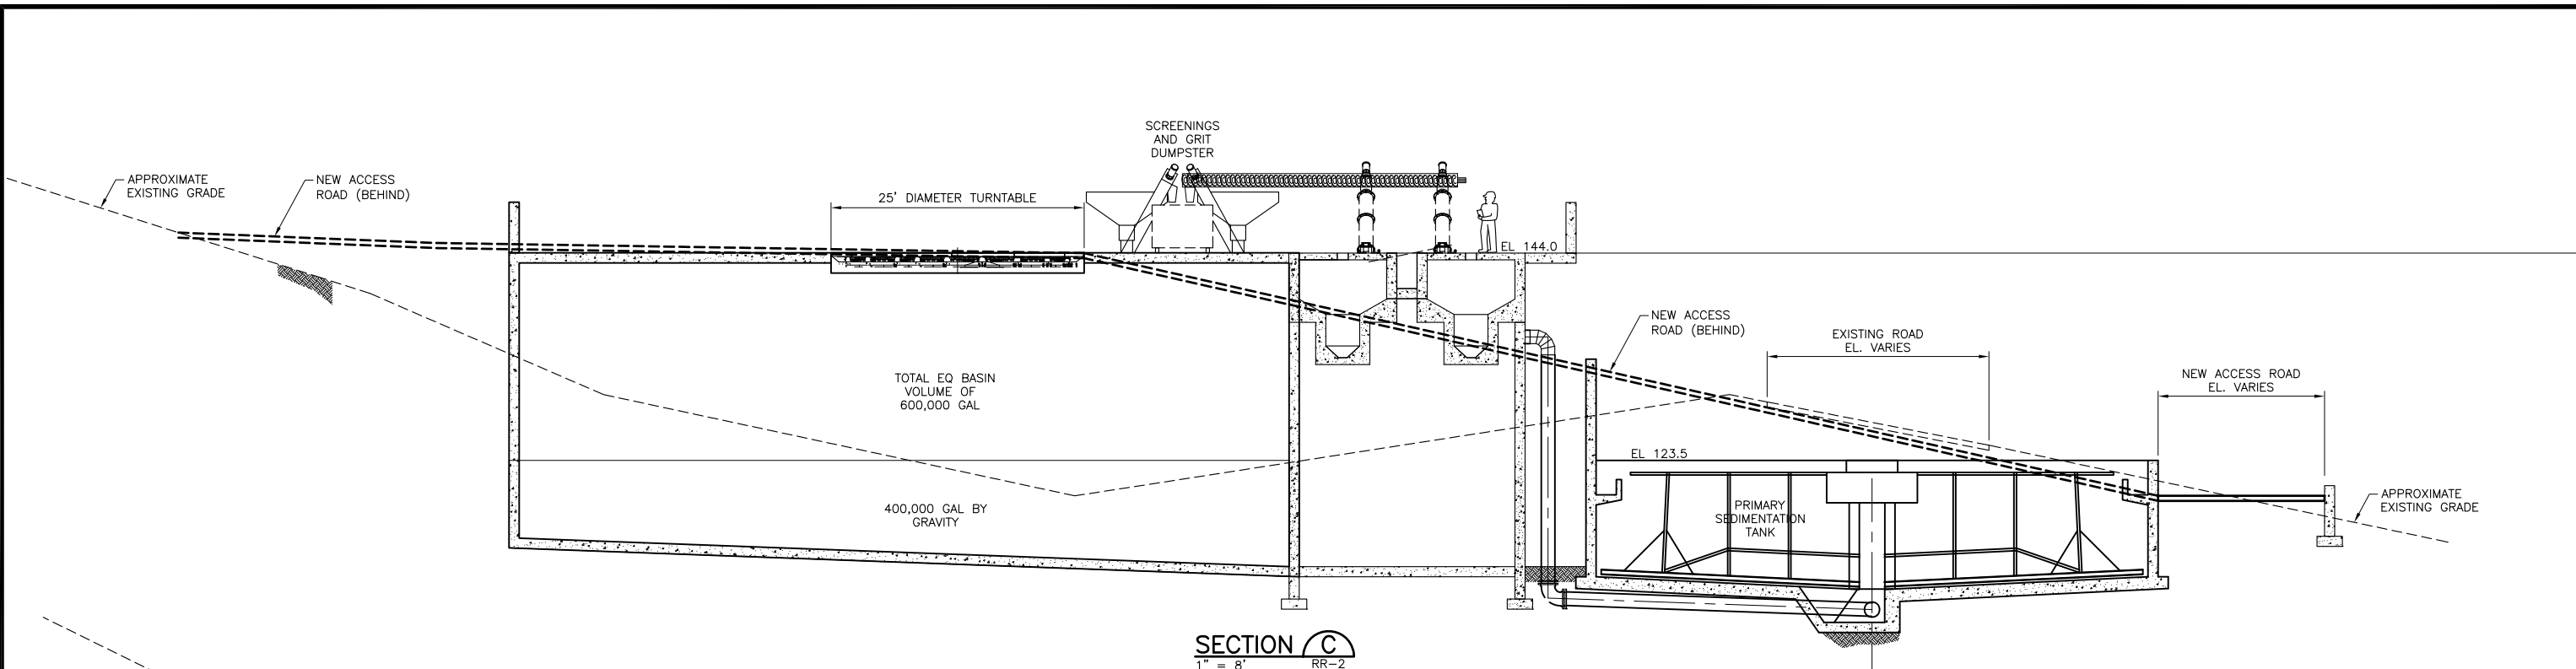 SCREENINGS
AND GRIT
DUMPSTER
APPROXIMATE
EXISTING GRADE
NEW ACCESS
ROAD (BEHIND)
25' DIAMETER TURNTABLE
EL 144.0
NEW ACCESS
ROAD (BEHIND)
EXISTING ROAD
EL. VARIES
NEW ACCESS ROAD
EL. VARIES
TOTAL EQ BASIN
VOLUME OF
600,000 GAL
EL 123.5
400,000 GAL BY
GRAVITY
PRIMARY
SEDIMENTATION
TANK
APPROXIMATE
EXISTING GRADE
SECTION C
1" = 8' RR-2